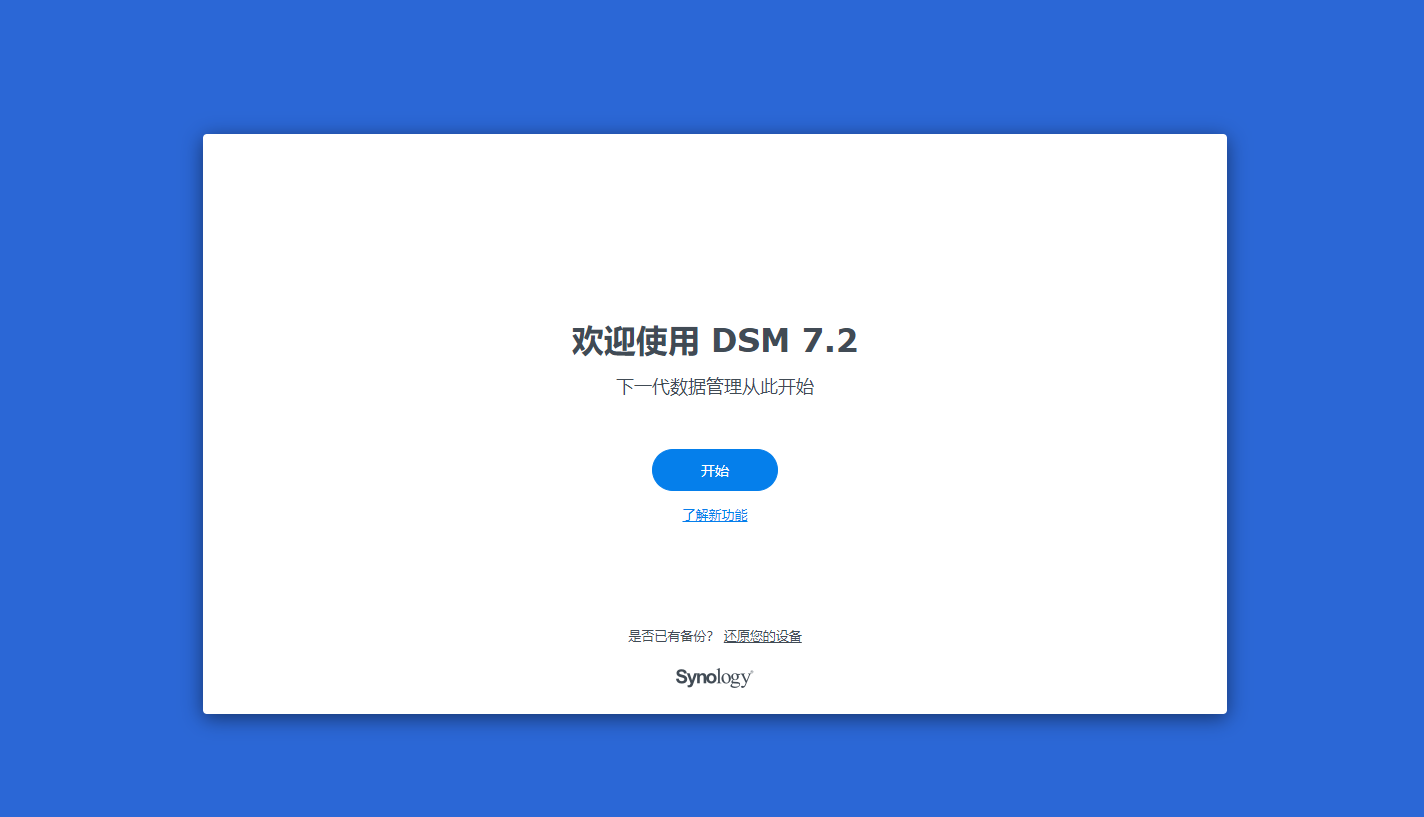 欢迎使用 DSM 7.2
下一代数据管理从此开始
开始
了解新功能
是否已有备份? 还原您的设备
Synology®